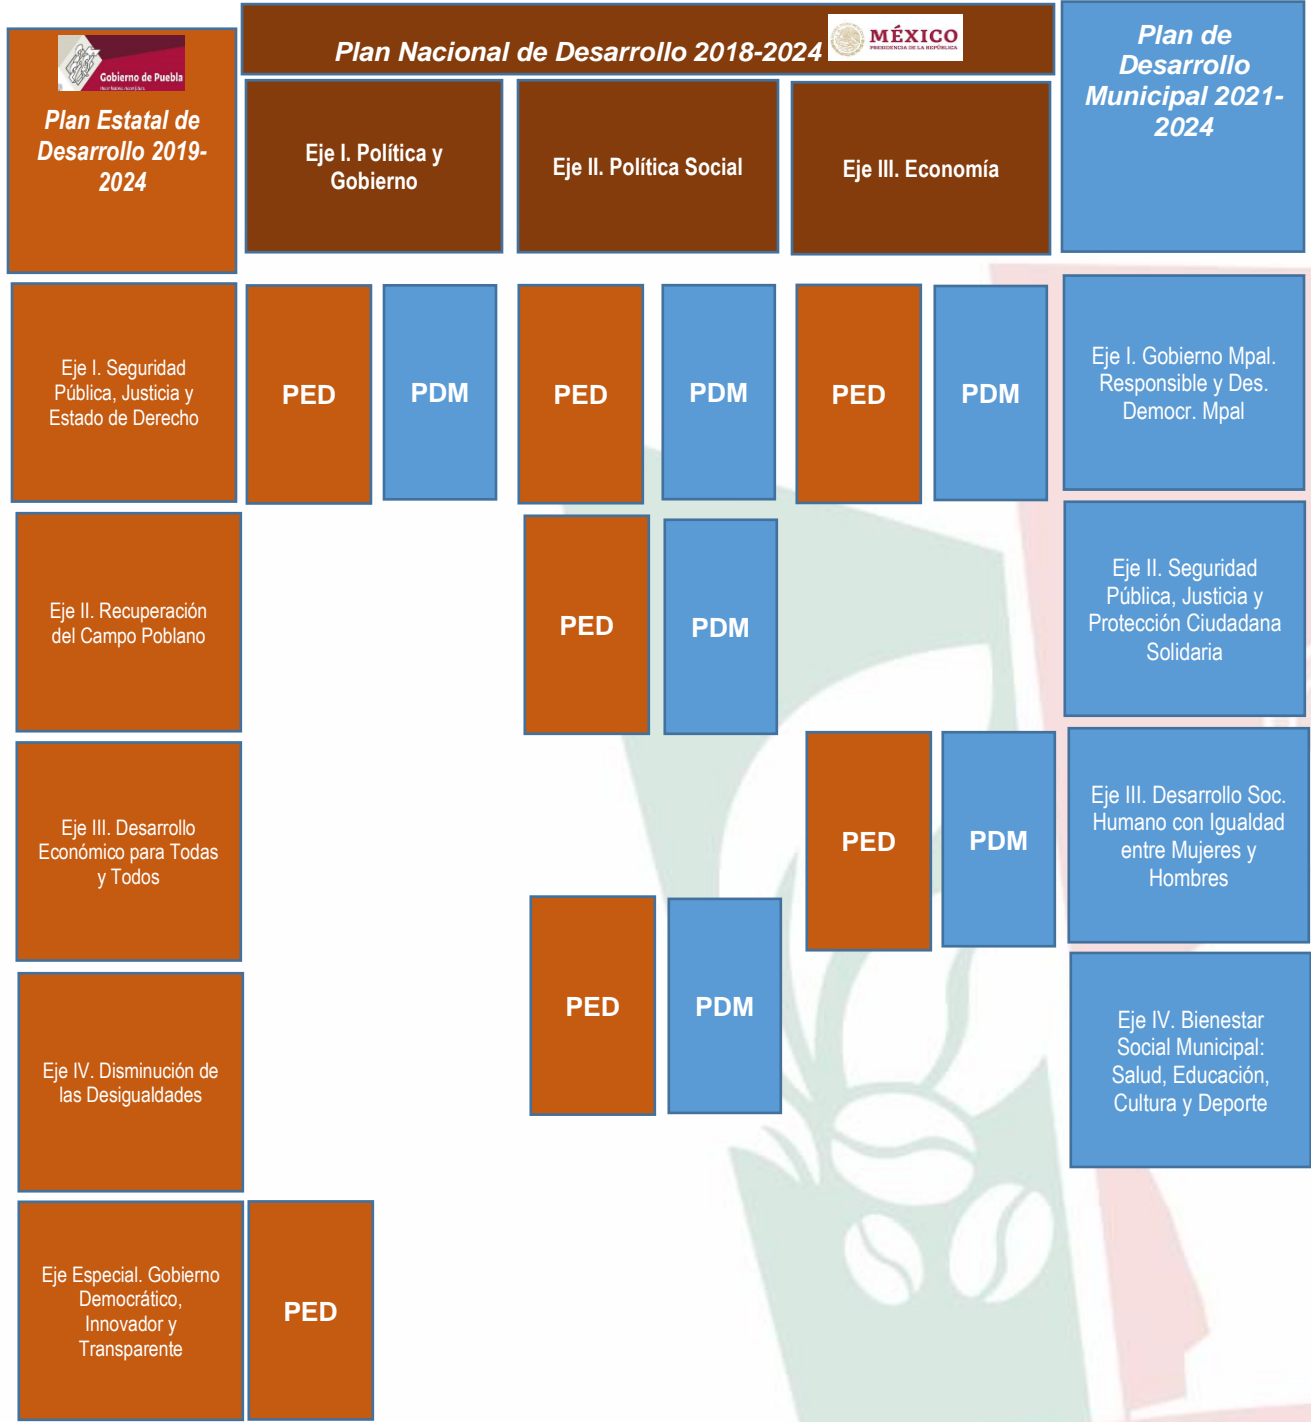 Gobierno de Puebla
Plan Estatal de
Desarrollo 2019-
2024
Plan Nacional de Desarrollo 2018-2024
MÉXICO
PRESIDENCIA DE LA REPÚBLICA
Plan de
Desarrollo
Municipal 2021-
2024
Eje I. Política y
Gobierno
Eje II. Política Social
Eje III. Economía
Eje I. Seguridad
Pública, Justicia y
Estado de Derecho
PED
PDM
PED
PDM
PED
PDM
Eje I. Gobierno Mpal.
Responsible y Des.
Democr. Mpal
Eje II. Recuperación
del Campo Poblano
PED
PDM
Eje II. Seguridad
Pública, Justicia y
Protección Ciudadana
Solidaria
Eje III. Desarrollo
Económico para Todas
y Todos
PED
PDM
Eje III. Desarrollo Soc.
Humano con Igualdad
entre Mujeres y
Hombres
Eje IV. Disminución de
las Desigualdades
PED
PDM
Eje IV. Bienestar
Social Municipal:
Salud, Educación,
Cultura y Deporte
Eje Especial. Gobierno
Democrático,
Innovador y
Transparente
PED